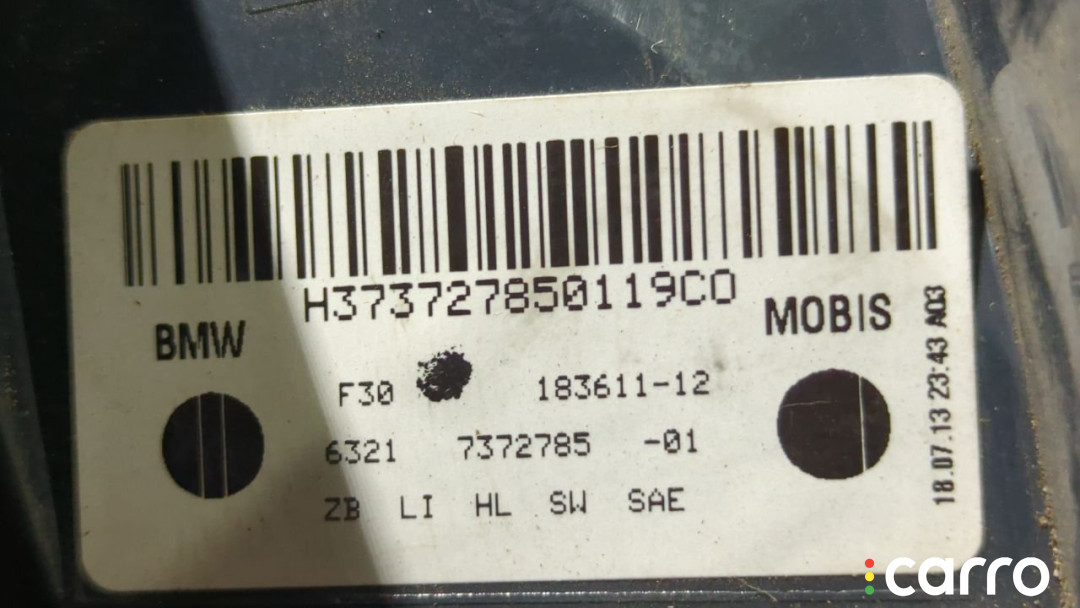 H373727850119CO
BMW
MOBIS
F30 183611-12
6321 7372785 -01
ZB LI HL SW SAE
18.07.13 23:43 A03
carro